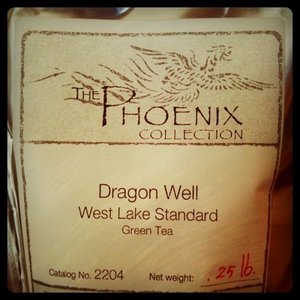 THE PHOENIX
COLLECTION
Dragon Well
West Lake Standard
Green Tea
Catalog No. 2204 Net weight: .25 lb.